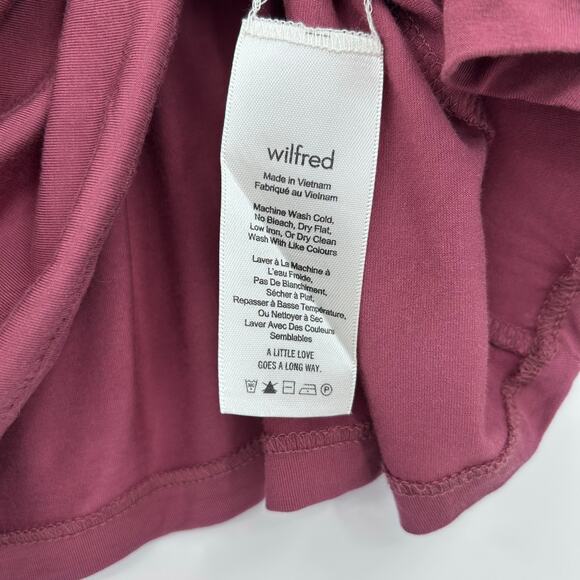 wilfred
Made in Vietnam
Fabriqué au Vietnam
Machine Wash Cold,
No Bleach, Dry Flat,
Low Iron, Or Dry Clean
Wash With Like Colours
Laver à La Machine à
L'eau Froide,
Pas De Blanchiment,
Sécher à Plat,
Repasser à Basse Température,
Ou Nettoyer à Sec
Laver Avec Des Couleurs
Semblables
A LITTLE LOVE
GOES A LONG WAY.
P